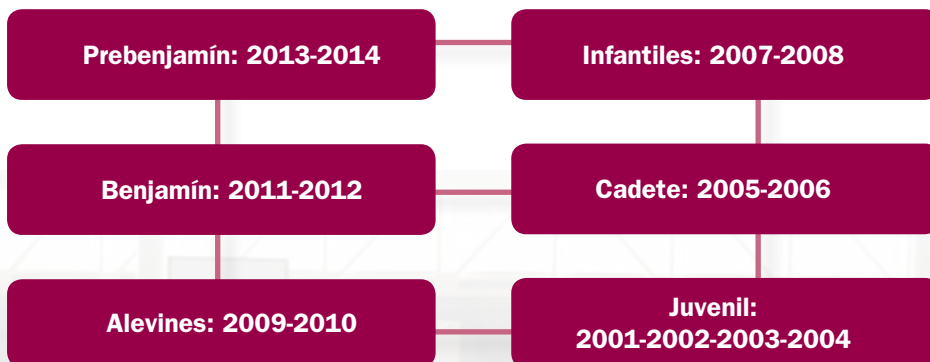 Prebenjamín: 2013-2014
Infantiles: 2007-2008
Benjamín: 2011-2012
Cadete: 2005-2006
Alevines: 2009-2010
Juvenil:
2001-2002-2003-2004